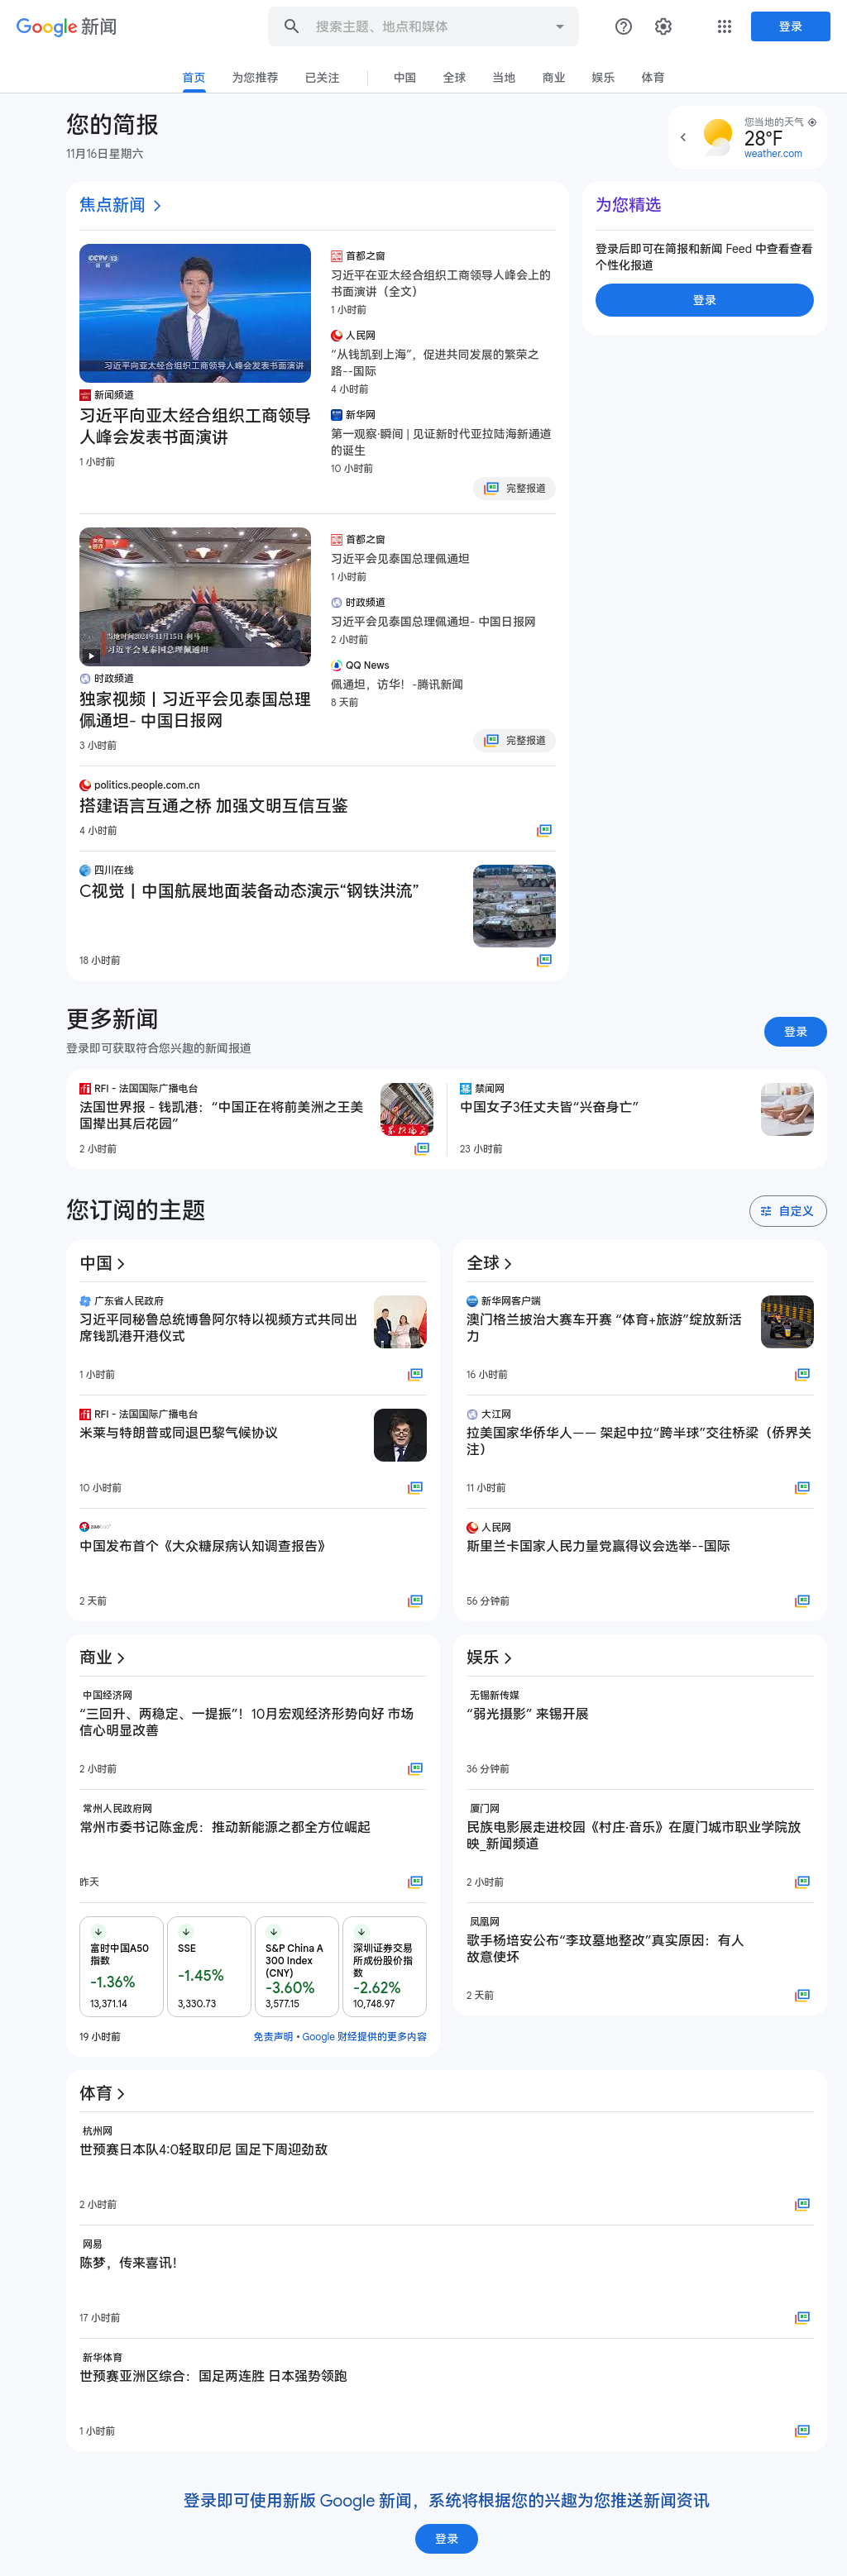 Google 新闻
搜索主题、地点和媒体
登录
首页
为您推荐
已关注
中国
全球
当地
商业
娱乐
体育
您的简报
11月16日星期六
您当地的天气
28°F
weather.com
焦点新闻
CCTV 13
新闻
习近平向亚太经合组织工商领导人峰会发表书面演讲
新闻频道
习近平向亚太经合组织工商领导
人峰会发表书面演讲
1 小时前
首都之窗
习近平在亚太经合组织工商领导人峰会上的
书面演讲（全文）
1 小时前
人民网
“从钱凯到上海”，促进共同发展的繁荣之
路--国际
4 小时前
新华网
第一观察·瞬间 | 见证新时代亚拉陆海新通道
的诞生
10 小时前
完整报道
为您精选
登录后即可在简报和新闻 Feed 中查看查看
个性化报道
登录
当地时间2024年11月15日 利马
习近平会见泰国总理佩通坦
时政频道
独家视频丨习近平会见泰国总理
佩通坦- 中国日报网
3 小时前
首都之窗
习近平会见泰国总理佩通坦
1 小时前
时政频道
习近平会见泰国总理佩通坦- 中国日报网
2 小时前
QQ News
佩通坦，访华！-腾讯新闻
8 天前
完整报道
politics.people.com.cn
搭建语言互通之桥 加强文明互信互鉴
4 小时前
四川在线
C视觉丨中国航展地面装备动态演示“钢铁洪流”
18 小时前
更多新闻
登录即可获取符合您兴趣的新闻报道
登录
RFI - 法国国际广播电台
法国世界报 - 钱凯港：“中国正在将前美洲之王美
国撵出其后花园”
2 小时前
禁闻网
中国女子3任丈夫皆“兴奋身亡”
23 小时前
您订阅的主题
自定义
中国
广东省人民政府
习近平同秘鲁总统博鲁阿尔特以视频方式共同出
席钱凯港开港仪式
1 小时前
RFI - 法国国际广播电台
米莱与特朗普或同退巴黎气候协议
10 小时前
中国发布首个《大众糖尿病认知调查报告》
2 天前
全球
新华网客户端
澳门格兰披治大赛车开赛 “体育+旅游”绽放新活
力
16 小时前
大江网
拉美国家华侨华人—— 架起中拉“跨半球”交往桥梁（侨界关
注）
11 小时前
人民网
斯里兰卡国家人民力量党赢得议会选举--国际
56 分钟前
商业
中国经济网
“三回升、两稳定、一提振”！10月宏观经济形势向好 市场
信心明显改善
2 小时前
常州人民政府网
常州市委书记陈金虎：推动新能源之都全方位崛起
昨天
富时中国A50
指数
-1.36%
13,371.14
SSE
-1.45%
3,330.73
S&P China A
300 Index
(CNY)
-3.60%
3,577.15
深圳证券交易
所成份股价指
数
-2.62%
10,748.97
19 小时前
免责声明 • Google 财经提供的更多内容
娱乐
无锡新传媒
“弱光摄影” 来锡开展
36 分钟前
厦门网
民族电影展走进校园《村庄·音乐》在厦门城市职业学院放
映_新闻频道
2 小时前
凤凰网
歌手杨培安公布“李玟墓地整改”真实原因：有人
故意使坏
2 天前
体育
杭州网
世预赛日本队4:0轻取印尼 国足下周迎劲敌
2 小时前
网易
陈梦，传来喜讯！
17 小时前
新华体育
世预赛亚洲区综合：国足两连胜 日本强势领跑
1 小时前
登录即可使用新版 Google 新闻，系统将根据您的兴趣为您推送新闻资讯
登录